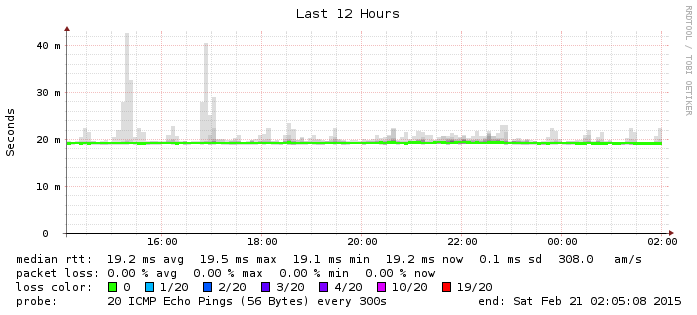 Last 12 Hours
RRDTOOL / TOBI OETIKER
Seconds
40 m
30 m
20 m
10 m
0
16:00 18:00 20:00 22:00 00:00 02:00
median rtt: 19.2 ms avg 19.5 ms max 19.1 ms min 19.2 ms now 0.1 ms sd 308.0 am/s
packet loss: 0.00 % avg 0.00 % max 0.00 % min 0.00 % now
loss color: 0 1/20 2/20 3/20 4/20 10/20 19/20
probe: 20 ICMP Echo Pings (56 Bytes) every 300s end: Sat Feb 21 02:05:08 2015